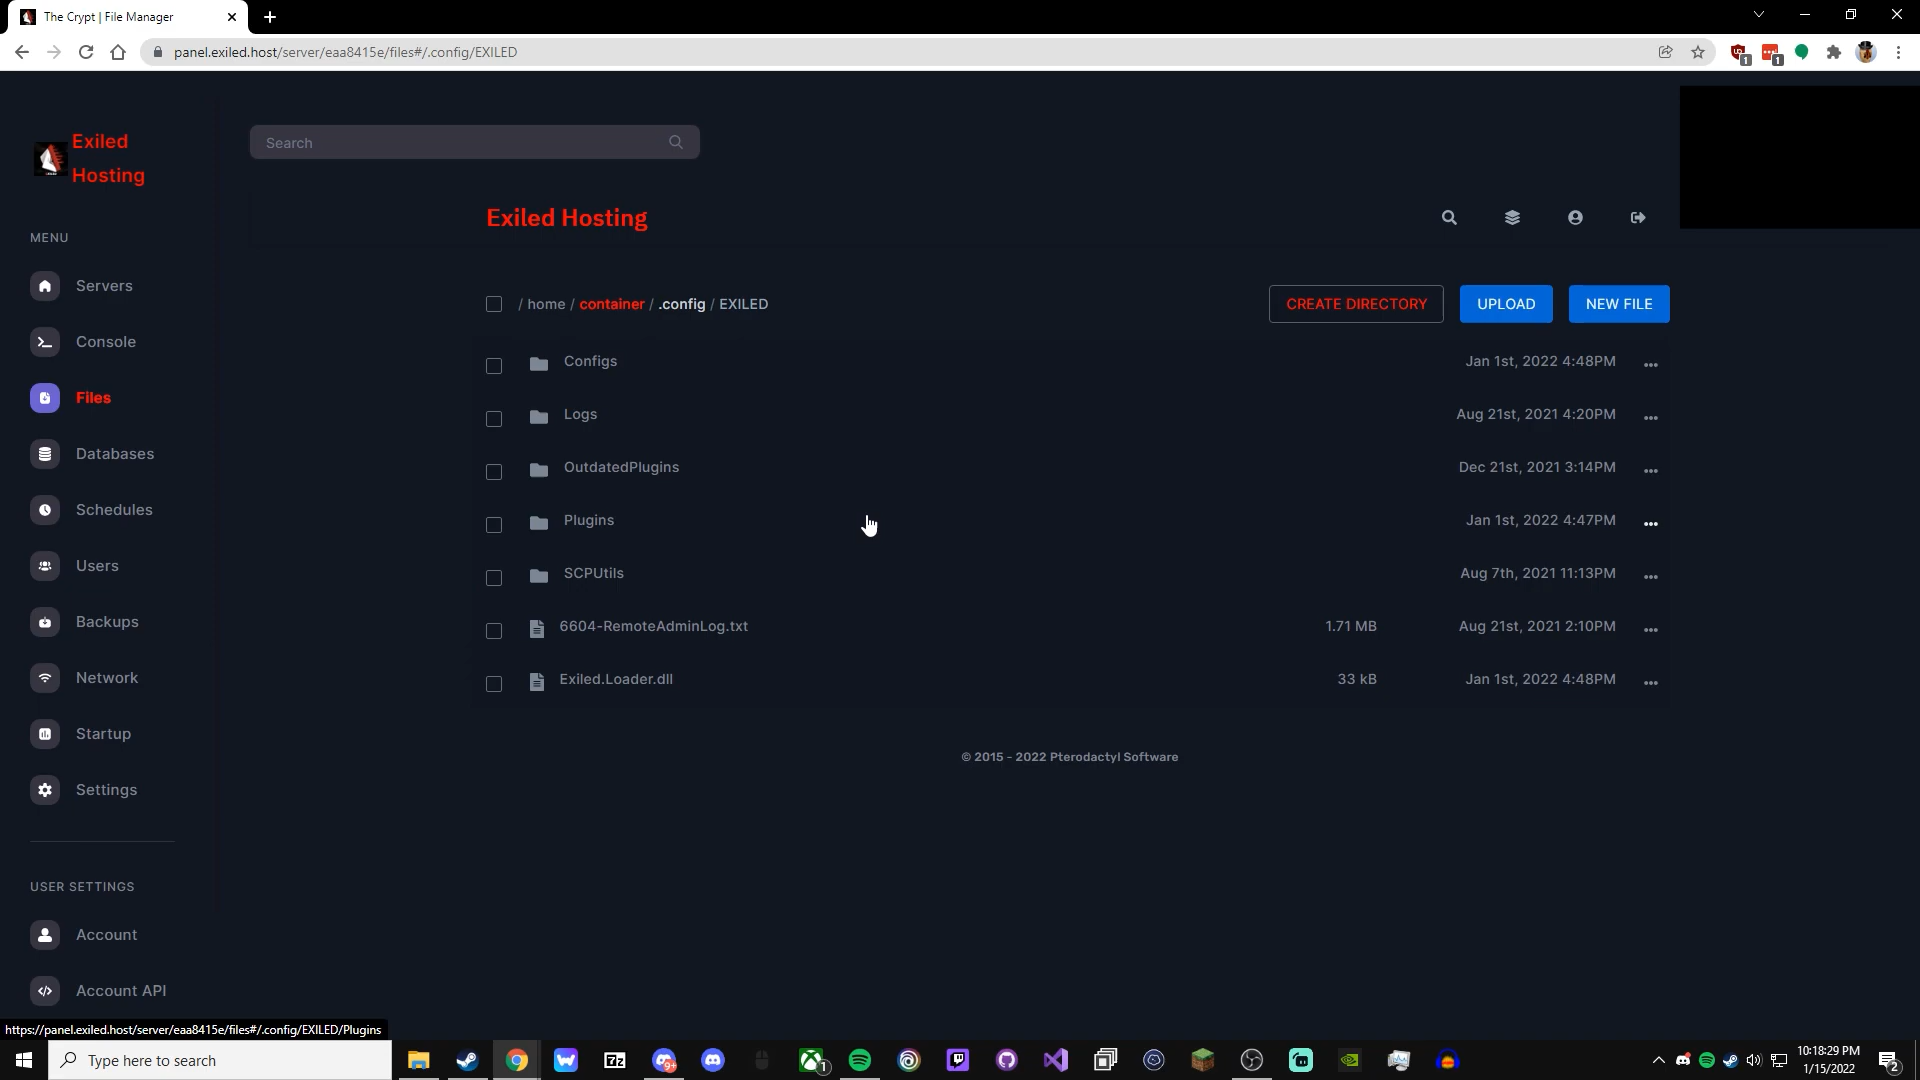 The Crypt | File Manager
panel.exiled.host/server/eaa8415e/files#/.config/EXILED
1
1
Exiled
Hosting
Search
Exiled Hosting
MENU
Servers
Console
Files
Databases
Schedules
Users
Backups
Network
Startup
Settings
/ home / container / .config / EXILED
CREATE DIRECTORY
UPLOAD
NEW FILE
Configs Jan 1st, 2022 4:48PM
Logs Aug 21st, 2021 4:20PM
OutdatedPlugins Dec 21st, 2021 3:14PM
Plugins Jan 1st, 2022 4:47PM
SCPUtils Aug 7th, 2021 11:13PM
6604-RemoteAdminLog.txt 1.71 MB Aug 21st, 2021 2:10PM
Exiled.Loader.dll 33 kB Jan 1st, 2022 4:48PM
© 2015 - 2022 Pterodactyl Software
USER SETTINGS
Account
Account API
https://panel.exiled.host/server/eaa8415e/files#/.config/EXILED/Plugins
Type here to search
7z
9+
1
10:18:29 PM
1/15/2022
2